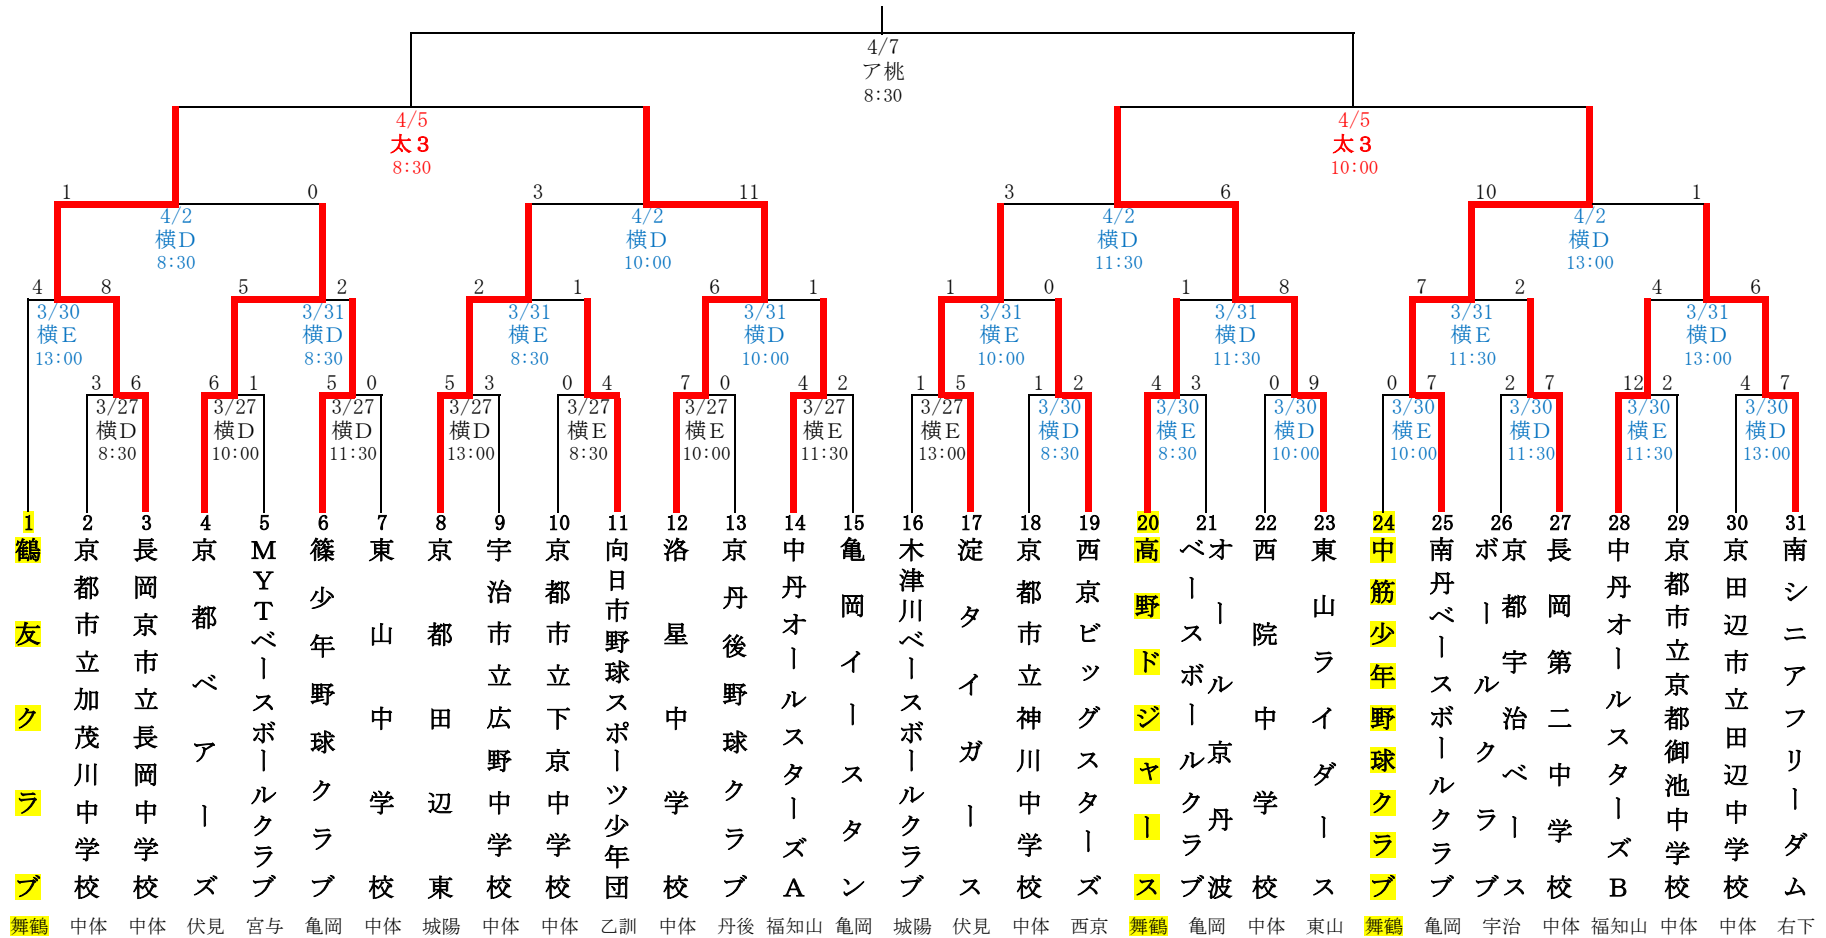 4/7
ア桃
8:30
4/5
太3
8:30
4/5
太3
10:00
1 0 3 11 3 6 10 1
4/2 4/2 4/2 4/2
横D 横D 横D 横D
8:30 10:00 11:30 13:00
4 8 5 2 2 1 6 1 1 0 1 8 7 2 4 6
3/30 3/31 3/31 3/31 3/31 3/31 3/31 3/31
横E 横D 横E 横D 横E 横D 横E 横D
13:00 8:30 8:30 10:00 10:00 11:30 11:30 13:00
3 6 6 1 5 0 5 3 0 4 7 0 4 2 1 5 1 2 4 3 0 9 0 7 2 7 12 2 4 7
3/27 3/27 3/27 3/27 3/27 3/27 3/27 3/27 3/30 3/30 3/30 3/30 3/30 3/30 3/30
横D 横D 横D 横D 横E 横E 横E 横E 横D 横E 横D 横E 横D 横E 横D
8:30 10:00 11:30 13:00 8:30 10:00 11:30 13:00 8:30 8:30 10:00 10:00 11:30 11:30 13:00
1 2 3 4 5 6 7 8 9 10 11 12 13 14 15 16 17 18 19 20 21 22 23 24 25 26 27 28 29 30 31
鶴友クラブ
京都市立加茂川中学校
長岡京市立長岡中学校
京都ベアーズ
MYTベースボールクラブ
篠少年野球クラブ
東山中学校
京都田辺東
宇治市立広野中学校
京都市立下京中学校
向日市野球スポーツ少年団
洛星中学校
京丹後野球クラブ
中丹オールスターズA
亀岡イースタン
木津川ベースボールクラブ
淀タイガース
京都市立神川中学校
西京ビッグスターズ
高野ドジャース
オール京丹波
ベースボールクラブ
西院中学校
東山ライダース
中筋少年野球クラブ
南丹ベースボールクラブ
京都宇治ベース
ボールクラブ
長岡第二中学校
中丹オールスターズB
京都市立京都御池中学校
京田辺市立田辺中学校
南シニアフリーダム
舞鶴 中体 中体 伏見 宮与 亀岡 中体 城陽 中体 中体 乙訓 中体 丹後 福知山 亀岡 城陽 伏見 中体 西京 舞鶴 亀岡 中体 東山 舞鶴 亀岡 宇治 中体 福知山 中体 中体 右下